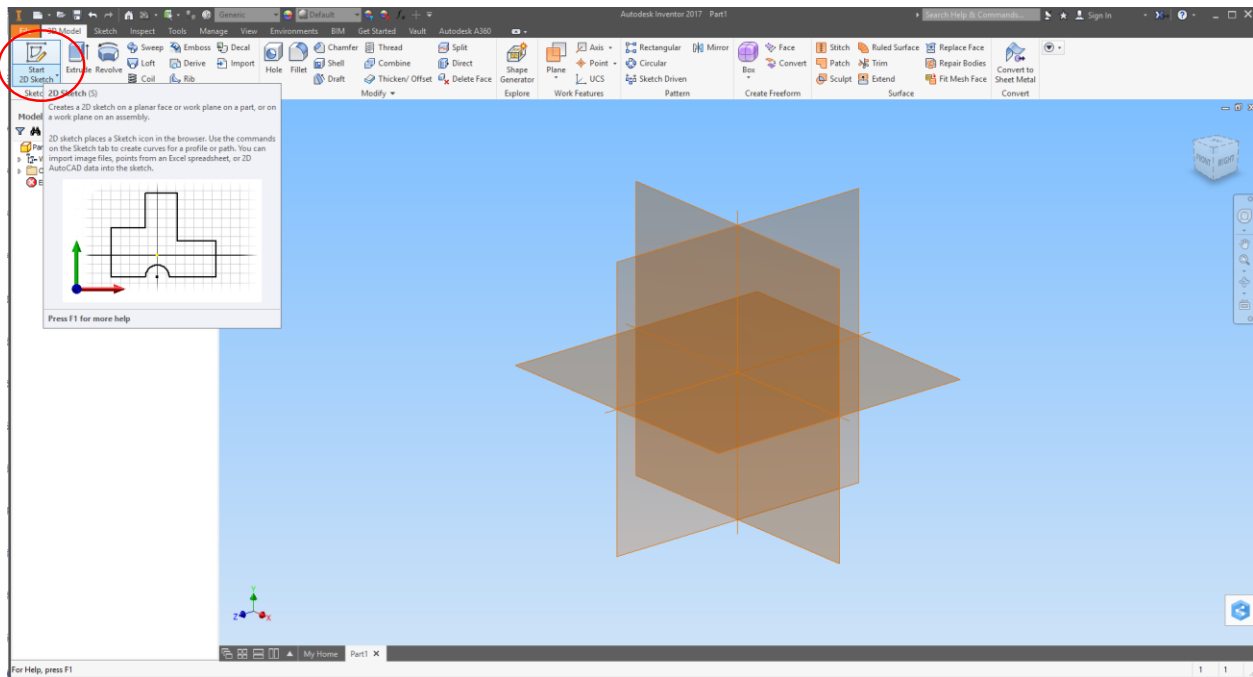 Generic Default Autodesk Inventor 2017 Part1 Search Help & Commands... Sign In
3D Model Sketch Inspect Tools Manage View Environments BIM Get Started Vault Autodesk A360
Start
2D Sketch
Extrude
Revolve
Sweep Emboss Decal
Loft Derive Import
Coil Rib
Hole
Fillet
Chamfer Thread Split
Shell Combine Direct
Draft Thicken/ Offset Delete Face
Modify
Shape
Generator
Explore
Plane
Axis
Point
UCS
Work Features
Rectangular Mirror
Circular
Sketch Driven
Pattern
Box
Face
Convert
Create Freeform
Stitch Ruled Surface Replace Face
Patch Trim Repair Bodies
Sculpt Extend Fit Mesh Face
Surface
Convert to
Sheet Metal
Convert
2D Sketch (S)
Creates a 2D sketch on a planar face or work plane on a part, or on
a work plane on an assembly.
2D sketch places a Sketch icon in the browser. Use the commands
on the Sketch tab to create curves for a profile or path. You can
import image files, points from an Excel spreadsheet, or 2D
AutoCAD data into the sketch.
Press F1 for more help
Model
FRONT RIGHT
Y
Z X
My Home Part1
For Help, press F1 1 1